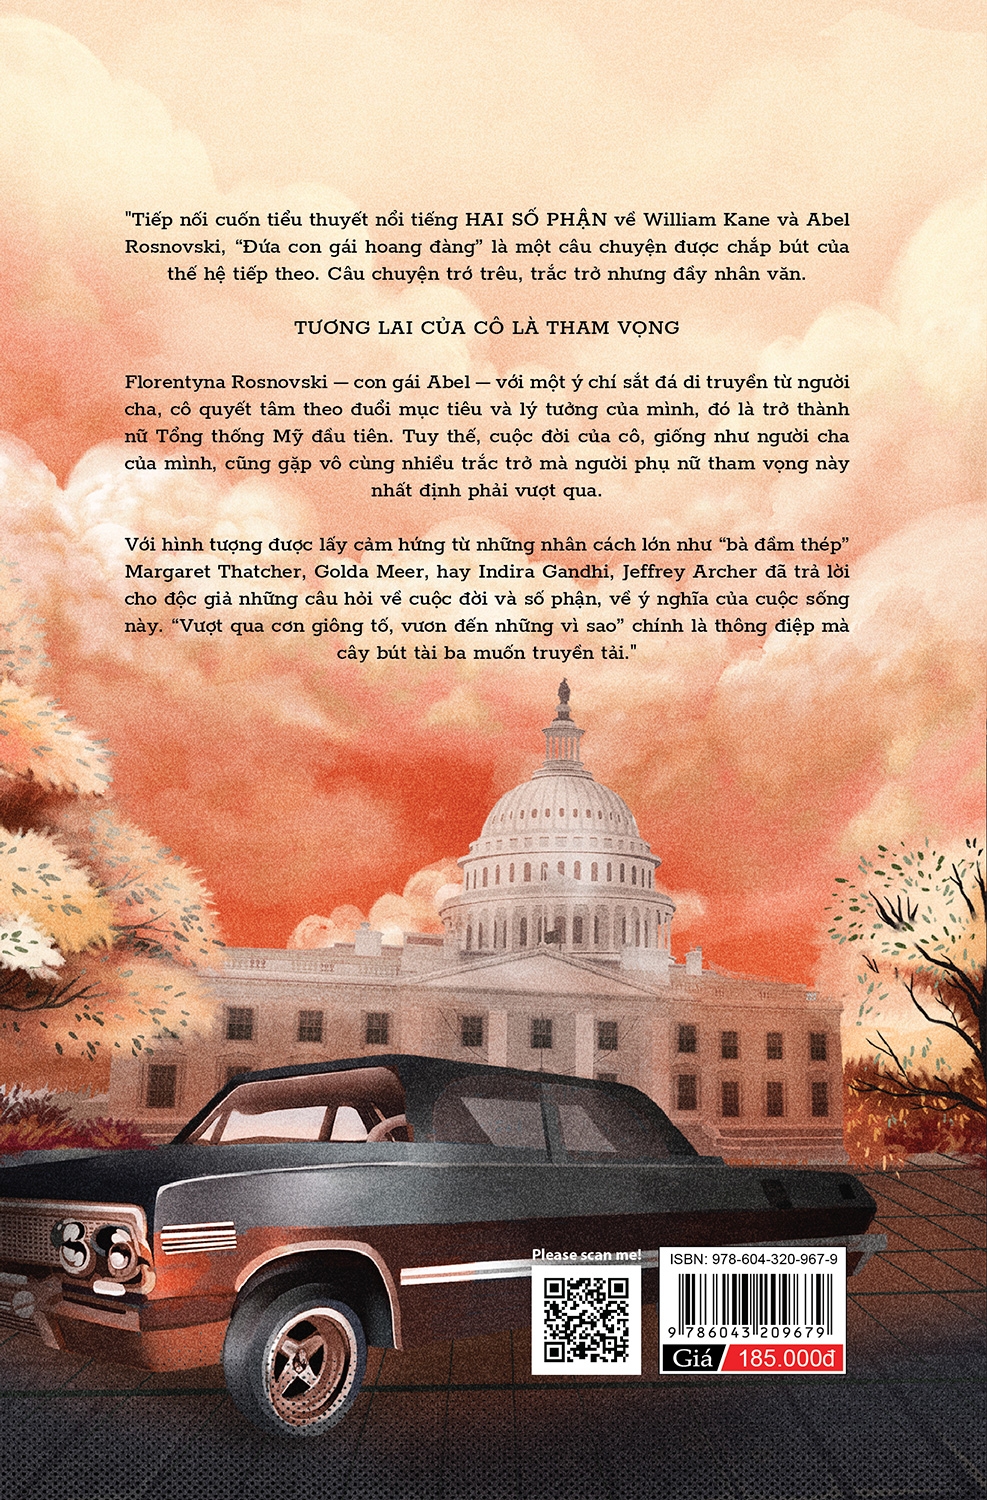 "Tiếp nối cuốn tiểu thuyết nổi tiếng HAI SỐ PHẬN về William Kane và Abel
Rosnovski, “Đứa con gái hoang đàng” là một câu chuyện được chắp bút của
thế hệ tiếp theo. Câu chuyện trớ trêu, trắc trở nhưng đầy nhân văn.
TƯƠNG LAI CỦA CÔ LÀ THAM VỌNG
Florentyna Rosnovski — con gái Abel — với một ý chí sắt đá di truyền từ người
cha, cô quyết tâm theo đuổi mục tiêu và lý tưởng của mình, đó là trở thành
nữ Tổng thống Mỹ đầu tiên. Tuy thế, cuộc đời của cô, giống như người cha
của mình, cũng gặp vô cùng nhiều trắc trở mà người phụ nữ tham vọng này
nhất định phải vượt qua.
Với hình tượng được lấy cảm hứng từ những nhân cách lớn như “bà đầm thép”
Margaret Thatcher, Golda Meer, hay Indira Gandhi, Jeffrey Archer đã trả lời
cho độc giả những câu hỏi về cuộc đời và số phận, về ý nghĩa của cuộc sống
này. “Vượt qua cơn giông tố, vươn đến những vì sao” chính là thông điệp mà
cây bút tài ba muốn truyền tải."
Please scan me!
ISBN: 978-604-320-967-9
9 786043 209679
Giá 185.000đ